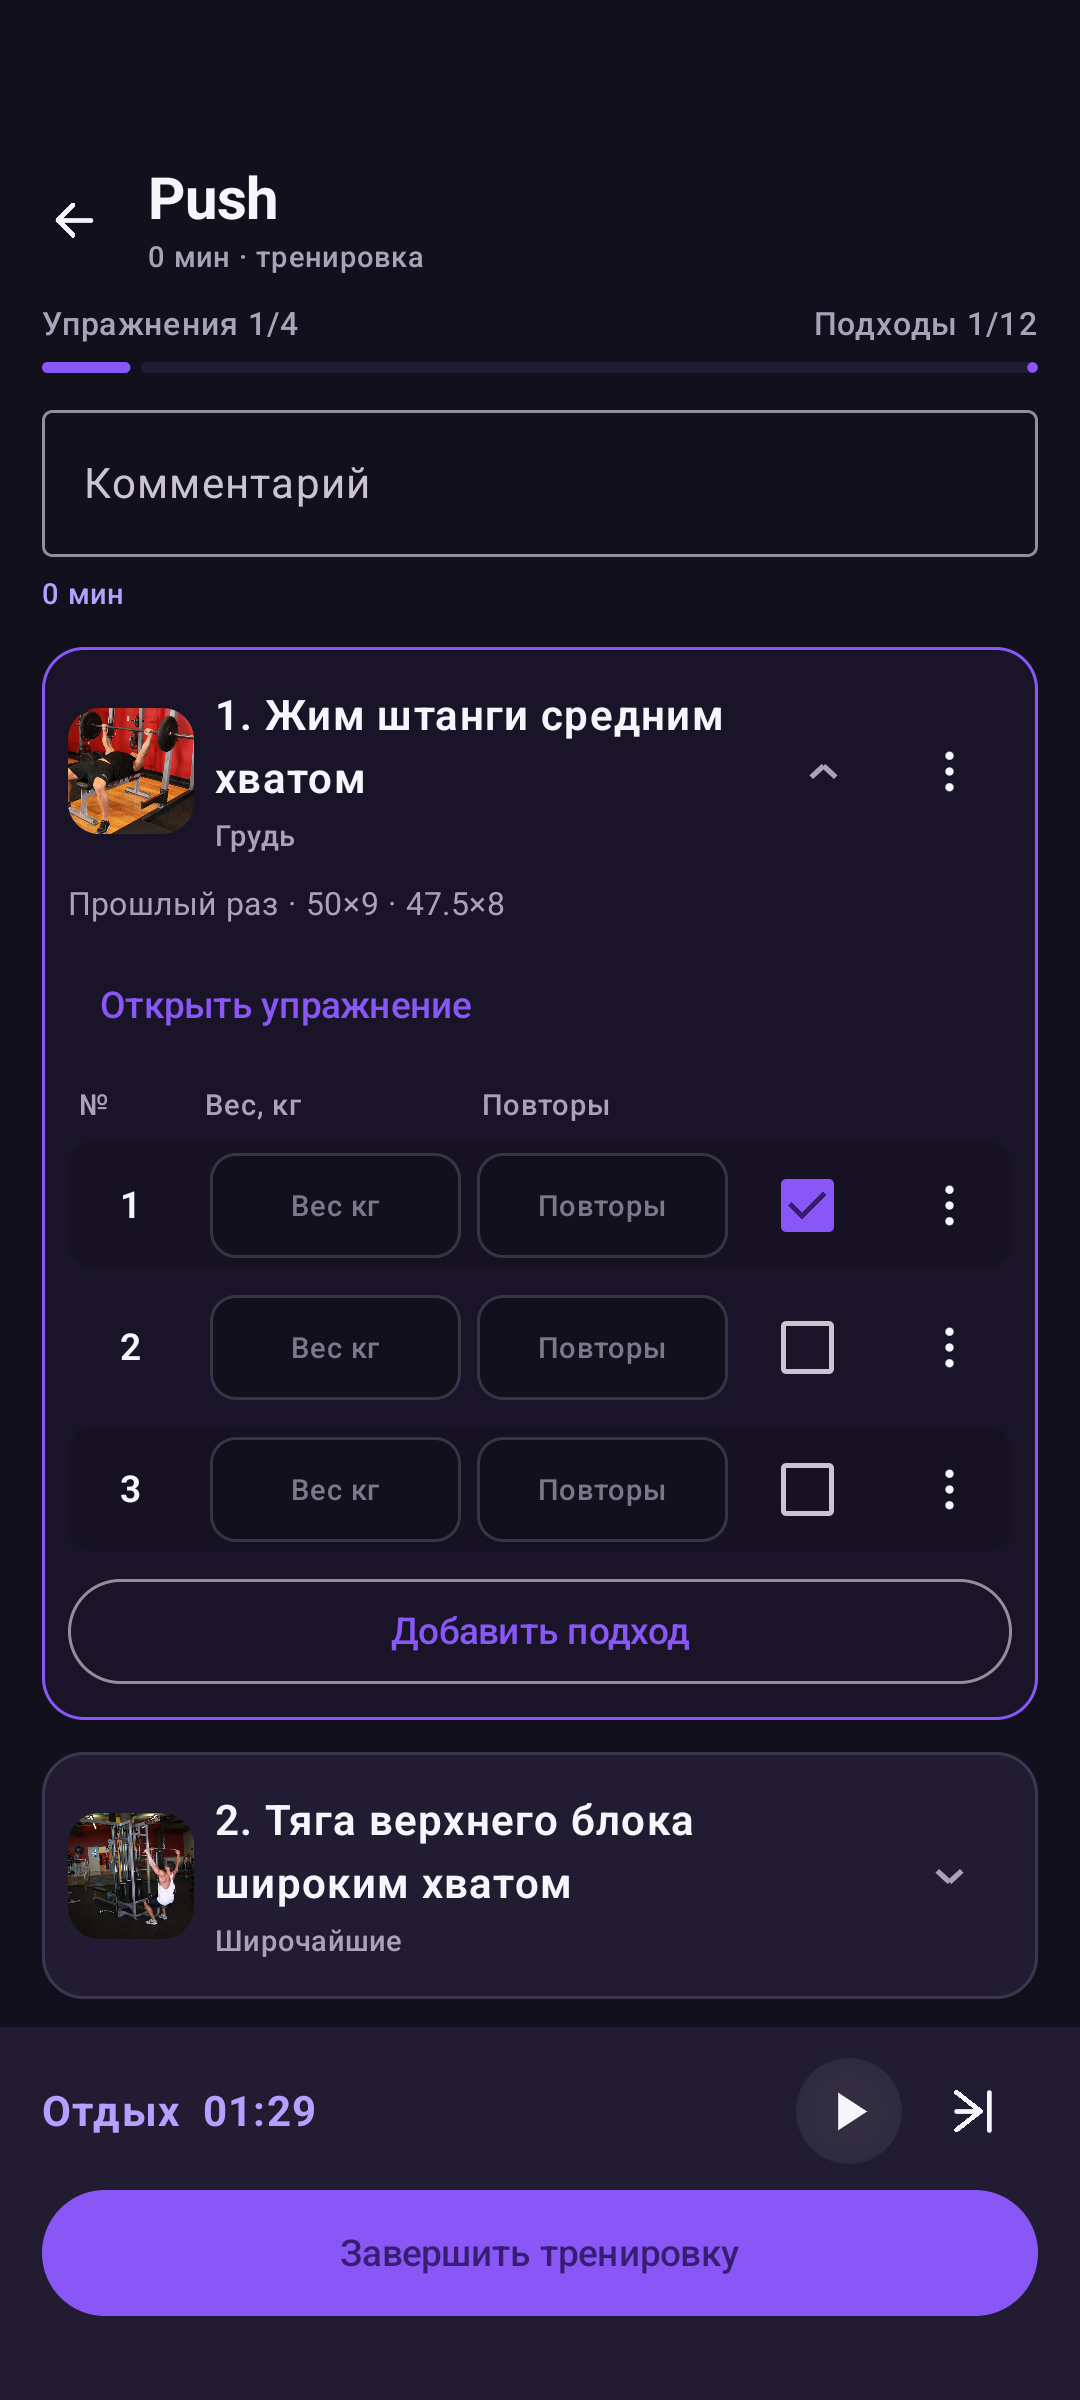 Push
0 мин · тренировка
Упражнения 1/4
Подходы 1/12
Комментарий
0 мин
1. Жим штанги средним
хватом
Грудь
Прошлый раз · 50×9 · 47.5×8
Открыть упражнение
№ Вес, кг Повторы
1 Вес кг Повторы
2 Вес кг Повторы
3 Вес кг Повторы
Добавить подход
2. Тяга верхнего блока
широким хватом
Широчайшие
Отдых 01:29
Завершить тренировку